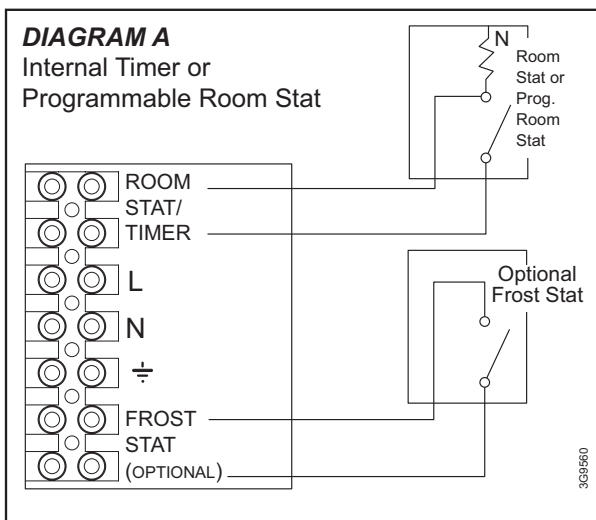 DIAGRAM A
Internal Timer or
Programmable Room Stat
N
Room
Stat or
Prog.
Room
Stat
ROOM
STAT/
TIMER
L
N
FROST
STAT
(OPTIONAL)
Optional
Frost Stat
3G9560